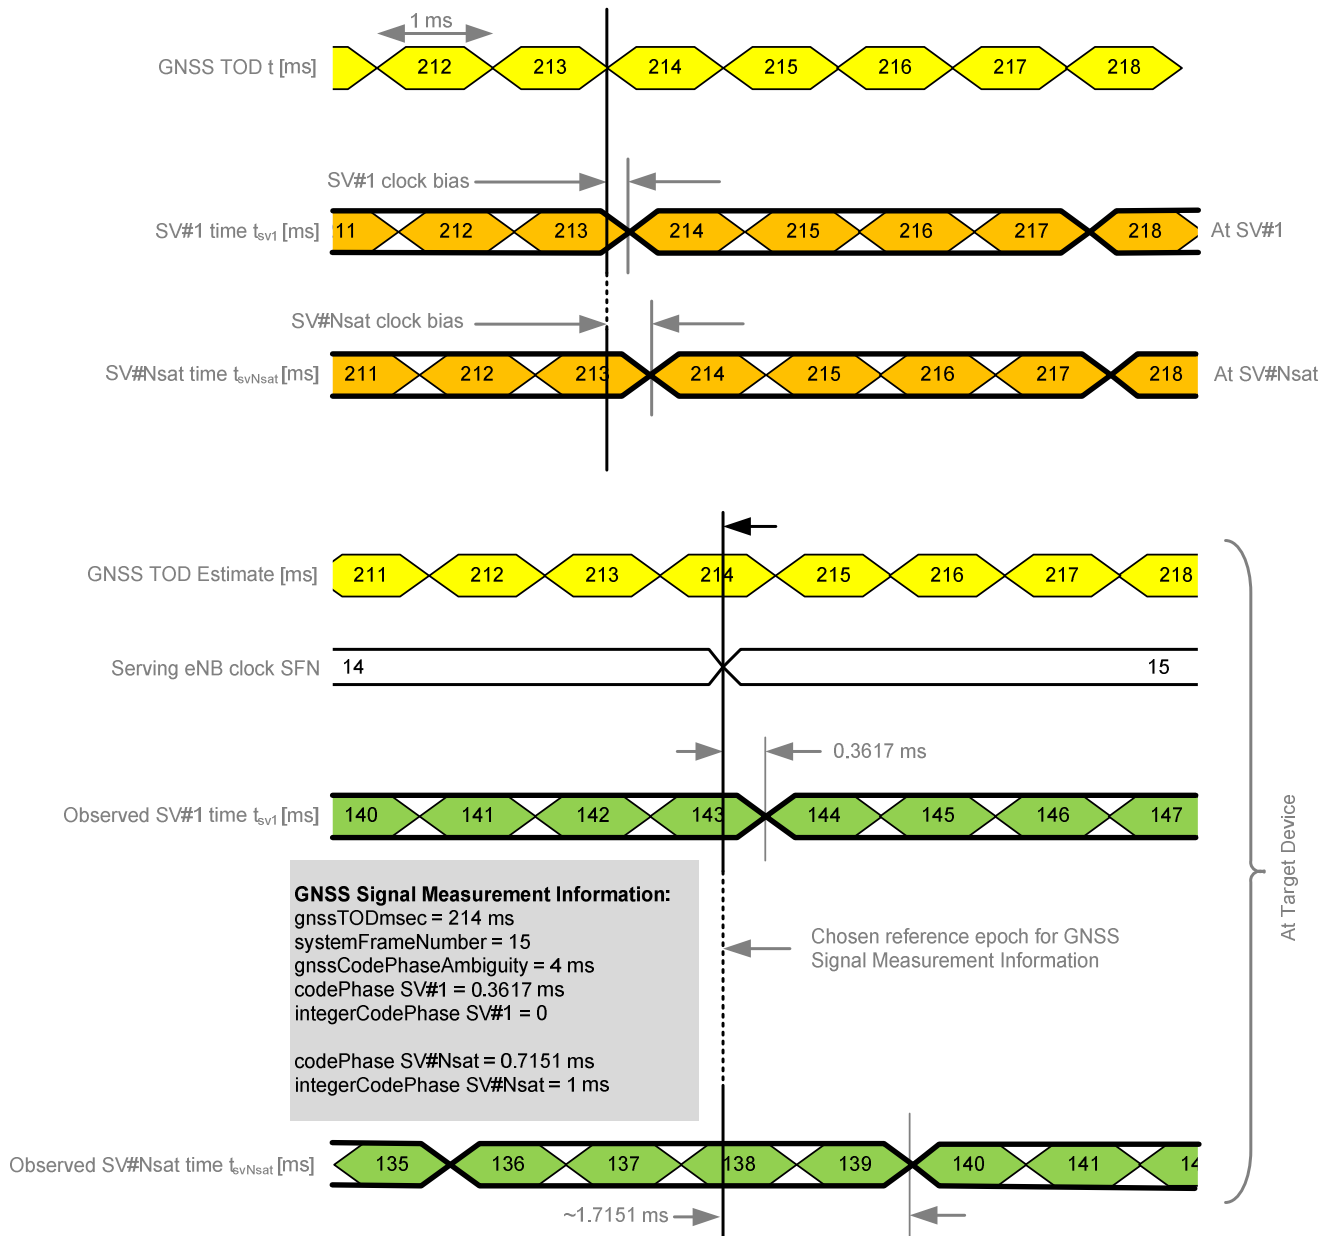 1 ms
GNSS TOD t [ms] 212 213 214 215 216 217 218
SV#1 clock bias
SV#1 time tsv1 [ms] 11 212 213 214 215 216 217 218 At SV#1
SV#Nsat clock bias
SV#Nsat time tsvNsat [ms] 211 212 213 214 215 216 217 218 At SV#Nsat
GNSS TOD Estimate [ms] 211 212 213 214 215 216 217 218
Serving eNB clock SFN 14 15
0.3617 ms
Observed SV#1 time tsv1 [ms] 140 141 142 143 144 145 146 147
At Target Device
GNSS Signal Measurement Information:
gnssTODmsec = 214 ms
systemFrameNumber = 15
gnssCodePhaseAmbiguity = 4 ms
codePhase SV#1 = 0.3617 ms
integerCodePhase SV#1 = 0
codePhase SV#Nsat = 0.7151 ms
integerCodePhase SV#Nsat = 1 ms
Chosen reference epoch for GNSS
Signal Measurement Information
Observed SV#Nsat time tsvNsat [ms] 135 136 137 138 139 140 141 14
~1.7151 ms